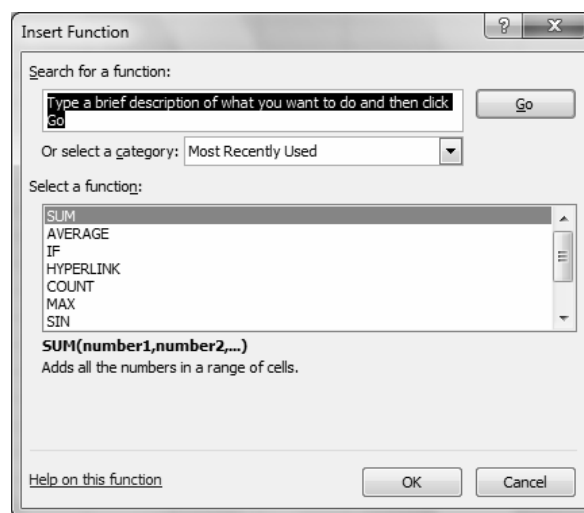 Insert Function
Search for a function:
Type a brief description of what you want to do and then click
Go
Go
Or select a category: Most Recently Used
Select a function:
SUM
AVERAGE
IF
HYPERLINK
COUNT
MAX
SIN
SUM(number1,number2,...)
Adds all the numbers in a range of cells.
Help on this function
OK
Cancel